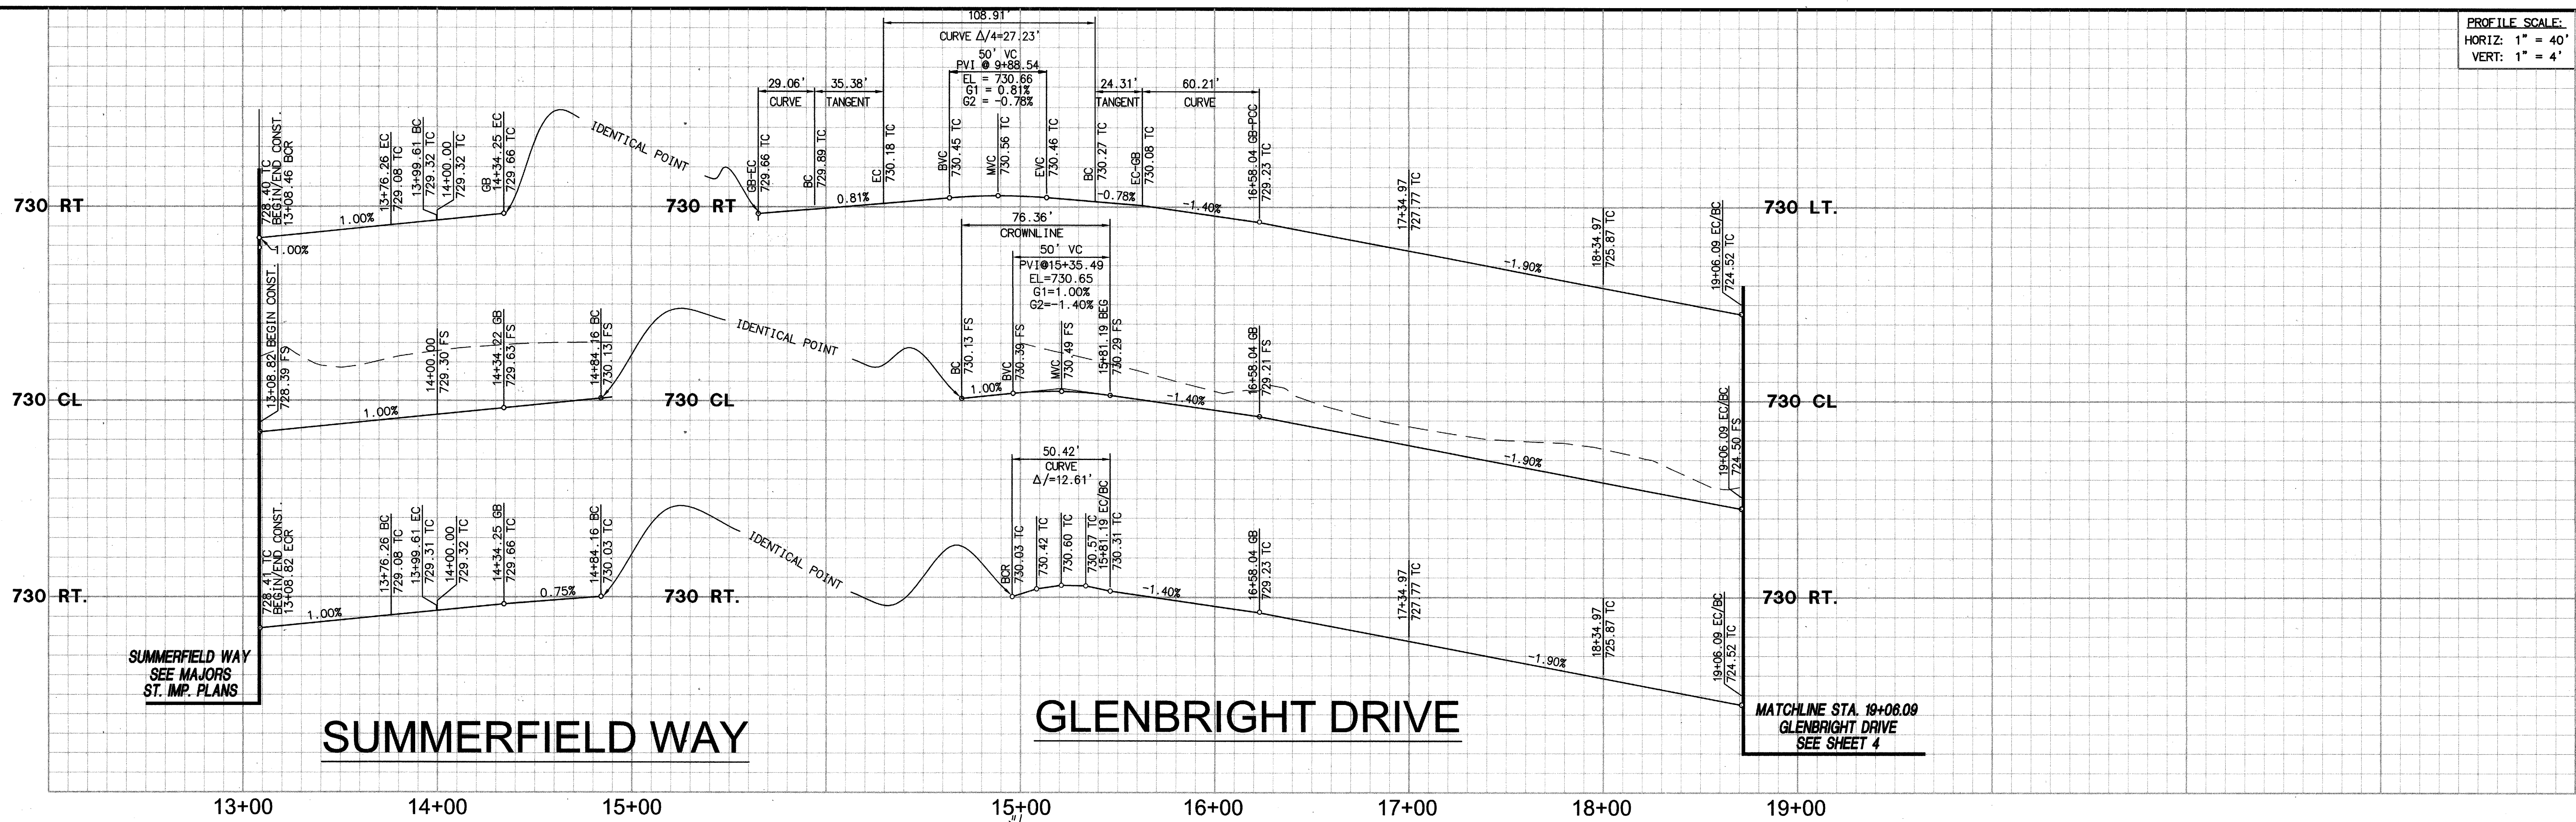 PROFILE SCALE:
HORIZ: 1" = 40'
VERT: 1" = 4'
108.91'
CURVE Δ/4=27.23'
50' VC
PVI @ 9+88.54
EL = 730.66
G1 = 0.81%
G2 = -0.78%
29.06'
CURVE
35.38'
TANGENT
24.31'
TANGENT
60.21'
CURVE
730 RT
728.40 TC
BEGIN/END CONST.
13+08.46 BCR
1.00%
1.00%
13+76.26 EC
729.08 TC
13+99.61 BC
729.32 TC
14+00.00
729.32 TC
GB
14+34.25 EC
729.66 TC
IDENTICAL POINT
730 RT
GB-EC
729.66 TC
BC
729.89 TC
0.81%
EC
730.18 TC
BVC
730.45 TC
MVC
730.56 TC
EVC
730.46 TC
BC
730.27 TC
-0.78%
EC-GB
730.08 TC
-1.40%
16+58.04 GB-PCC
729.23 TC
17+34.97
727.77 TC
-1.90%
18+34.97
725.87 TC
19+06.09 EC/BC
724.52 TC
730 LT.
76.36'
CROWNLINE
50' VC
PVI@15+35.49
EL=730.65
G1=1.00%
G2=-1.40%
730 CL
13+08.82 BEGIN CONST.
728.39 FS
1.00%
14+00.00
729.30 FS
14+34.22 GB
729.63 FS
14+84.16 BC
730.13 FS
IDENTICAL POINT
730 CL
BC
730.13 FS
1.00%
BVC
730.39 FS
MVC
730.49 FS
15+81.19 BEG
730.29 FS
-1.40%
16+58.04 GB
729.21 FS
-1.90%
19+06.09 EC/BC
724.50 FS
730 CL
50.42'
CURVE
Δ/=12.61'
730 RT.
728.41 TC
BEGIN/END CONST.
13+08.82 ECR
1.00%
13+76.26 BC
729.08 TC
13+99.61 EC
729.31 TC
14+00.00
729.32 TC
14+34.25 GB
729.66 TC
0.75%
14+84.16 BC
730.03 TC
IDENTICAL POINT
730 RT.
BCR
730.03 TC
730.42 TC
730.60 TC
730.57 TC
15+81.19 EC/BC
730.31 TC
-1.40%
16+58.04 GB
729.23 TC
17+34.97
727.77 TC
-1.90%
18+34.97
725.87 TC
19+06.09 EC/BC
724.52 TC
730 RT.
SUMMERFIELD WAY
SEE MAJORS
ST. IMP. PLANS
SUMMERFIELD WAY
GLENBRIGHT DRIVE
MATCHLINE STA. 19+06.09
GLENBRIGHT DRIVE
SEE SHEET 4
13+00
14+00
15+00
15+00
16+00
17+00
18+00
19+00